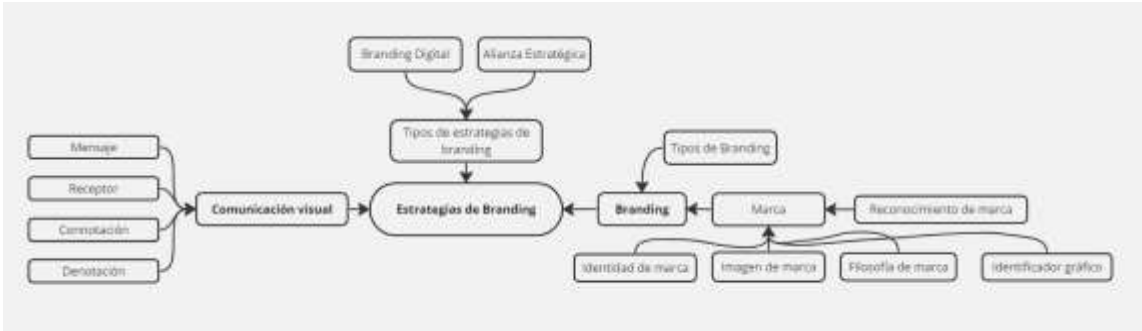 Branding Digital
Alianza Estratégica
Tipos de estrategias de
branding
Mensaje
Receptor
Connotación
Denotación
Comunicación visual
Estrategias de Branding
Tipos de Branding
Branding
Marca
Reconocimiento de marca
Identidad de marca
Imagen de marca
Filosofía de marca
Identificador gráfico